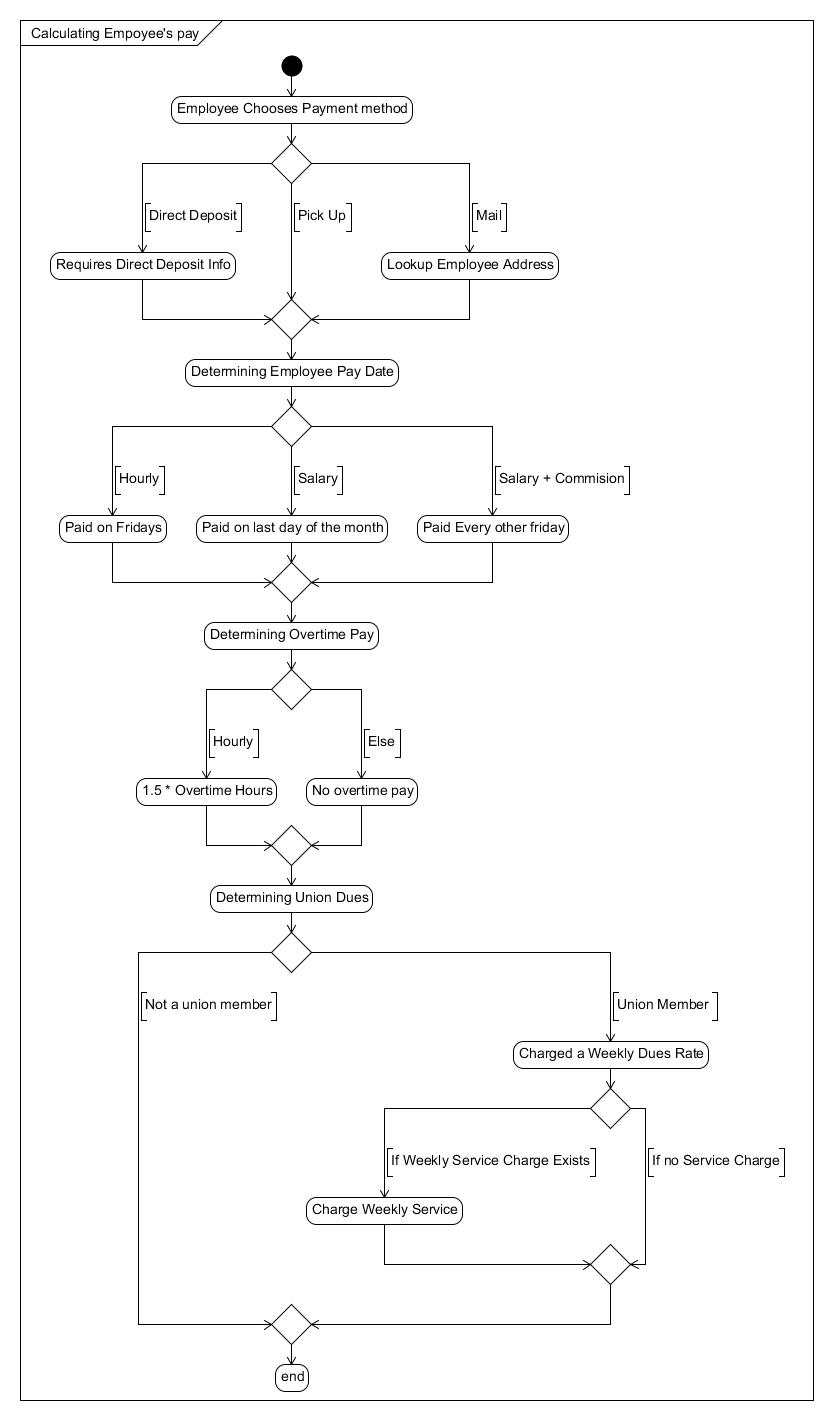 Calculating Empoyee's pay
Employee Chooses Payment method
[Direct Deposit]
[Pick Up]
[Mail]
Requires Direct Deposit Info
Lookup Employee Address
Determining Employee Pay Date
[Hourly]
[Salary]
[Salary + Commision]
Paid on Fridays
Paid on last day of the month
Paid Every other friday
Determining Overtime Pay
[Hourly]
[Else]
1.5 * Overtime Hours
No overtime pay
Determining Union Dues
[Not a union member]
[Union Member ]
Charged a Weekly Dues Rate
[If Weekly Service Charge Exists]
[If no Service Charge]
Charge Weekly Service
end